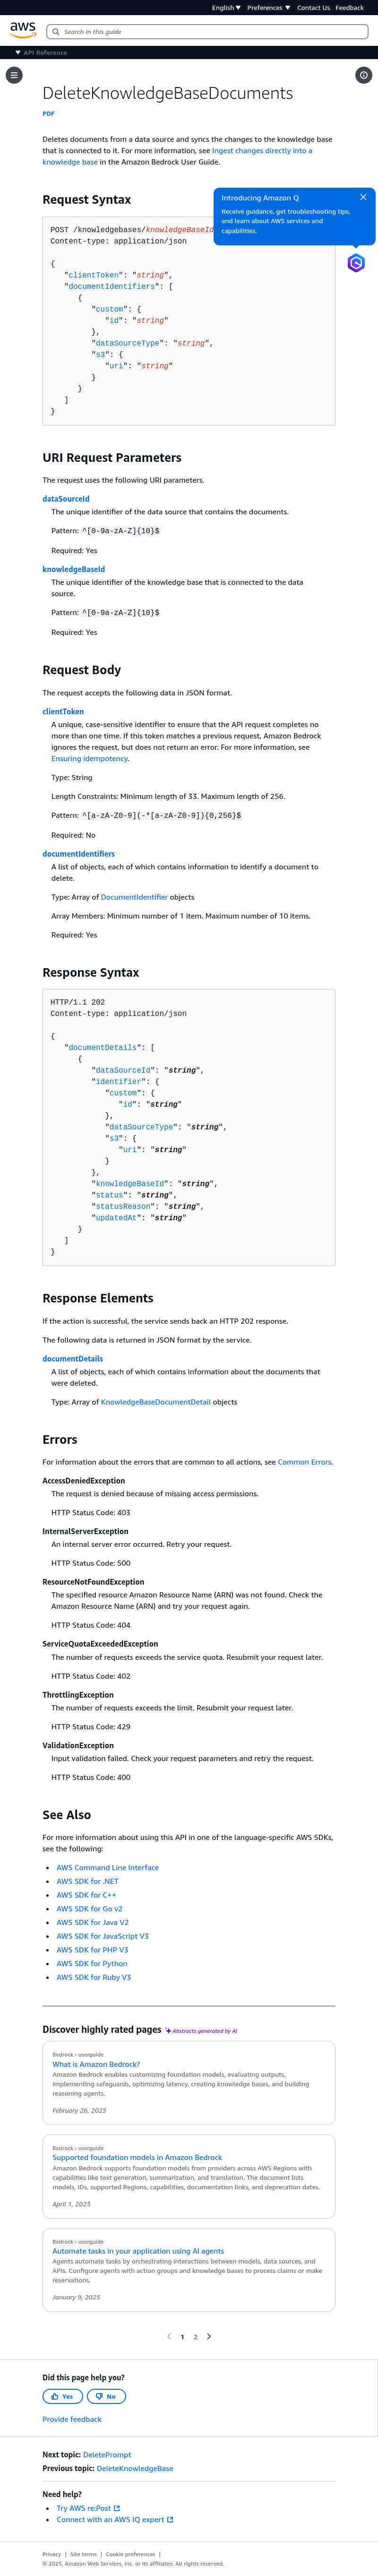 English
Preferences
Contact Us
Feedback
aws
Search in this guide
API Reference
DeleteKnowledgeBaseDocuments
PDF
Deletes documents from a data source and syncs the changes to the knowledge base
that is connected to it. For more information, see Ingest changes directly into a
knowledge base in the Amazon Bedrock User Guide.
Introducing Amazon Q
Receive guidance, get troubleshooting tips,
and learn about AWS services and
capabilities.
Request Syntax
POST /knowledgebases/knowledgeBaseId
Content-type: application/json
{
"clientToken": "string",
"documentIdentifiers": [
{
"custom": {
"id": "string"
},
"dataSourceType": "string",
"s3": {
"uri": "string"
}
}
]
}
URI Request Parameters
The request uses the following URI parameters.
dataSourceId
The unique identifier of the data source that contains the documents.
Pattern: ^[0-9a-zA-Z]{10}$
Required: Yes
knowledgeBaseId
The unique identifier of the knowledge base that is connected to the data
source.
Pattern: ^[0-9a-zA-Z]{10}$
Required: Yes
Request Body
The request accepts the following data in JSON format.
clientToken
A unique, case-sensitive identifier to ensure that the API request completes no
more than one time. If this token matches a previous request, Amazon Bedrock
ignores the request, but does not return an error. For more information, see
Ensuring idempotency.
Type: String
Length Constraints: Minimum length of 33. Maximum length of 256.
Pattern: ^[a-zA-Z0-9](-*[a-zA-Z0-9]){0,256}$
Required: No
documentIdentifiers
A list of objects, each of which contains information to identify a document to
delete.
Type: Array of DocumentIdentifier objects
Array Members: Minimum number of 1 item. Maximum number of 10 items.
Required: Yes
Response Syntax
HTTP/1.1 202
Content-type: application/json
{
"documentDetails": [
{
"dataSourceId": "string",
"identifier": {
"custom": {
"id": "string"
},
"dataSourceType": "string",
"s3": {
"uri": "string"
}
},
"knowledgeBaseId": "string",
"status": "string",
"statusReason": "string",
"updatedAt": "string"
}
]
}
Response Elements
If the action is successful, the service sends back an HTTP 202 response.
The following data is returned in JSON format by the service.
documentDetails
A list of objects, each of which contains information about the documents that
were deleted.
Type: Array of KnowledgeBaseDocumentDetail objects
Errors
For information about the errors that are common to all actions, see Common Errors.
AccessDeniedException
The request is denied because of missing access permissions.
HTTP Status Code: 403
InternalServerException
An internal server error occurred. Retry your request.
HTTP Status Code: 500
ResourceNotFoundException
The specified resource Amazon Resource Name (ARN) was not found. Check the
Amazon Resource Name (ARN) and try your request again.
HTTP Status Code: 404
ServiceQuotaExceededException
The number of requests exceeds the service quota. Resubmit your request later.
HTTP Status Code: 402
ThrottlingException
The number of requests exceeds the limit. Resubmit your request later.
HTTP Status Code: 429
ValidationException
Input validation failed. Check your request parameters and retry the request.
HTTP Status Code: 400
See Also
For more information about using this API in one of the language-specific AWS SDKs,
see the following:
• AWS Command Line Interface
• AWS SDK for .NET
• AWS SDK for C++
• AWS SDK for Go v2
• AWS SDK for Java V2
• AWS SDK for JavaScript V3
• AWS SDK for PHP V3
• AWS SDK for Python
• AWS SDK for Ruby V3
Discover highly rated pages Abstracts generated by AI
Bedrock › userguide
What is Amazon Bedrock?
Amazon Bedrock enables customizing foundation models, evaluating outputs,
implementing safeguards, optimizing latency, creating knowledge bases, and building
reasoning agents.
February 26, 2025
Bedrock › userguide
Supported foundation models in Amazon Bedrock
Amazon Bedrock supports foundation models from providers across AWS Regions with
capabilities like text generation, summarization, and translation. The document lists
models, IDs, supported Regions, capabilities, documentation links, and deprecation dates.
April 1, 2025
Bedrock › userguide
Automate tasks in your application using AI agents
Agents automate tasks by orchestrating interactions between models, data sources, and
APIs. Configure agents with action groups and knowledge bases to process claims or make
reservations.
January 9, 2025
1 2
Did this page help you?
Yes
No
Provide feedback
Next topic: DeletePrompt
Previous topic: DeleteKnowledgeBase
Need help?
• Try AWS re:Post
• Connect with an AWS IQ expert
Privacy | Site terms | Cookie preferences |
© 2025, Amazon Web Services, Inc. or its affiliates. All rights reserved.